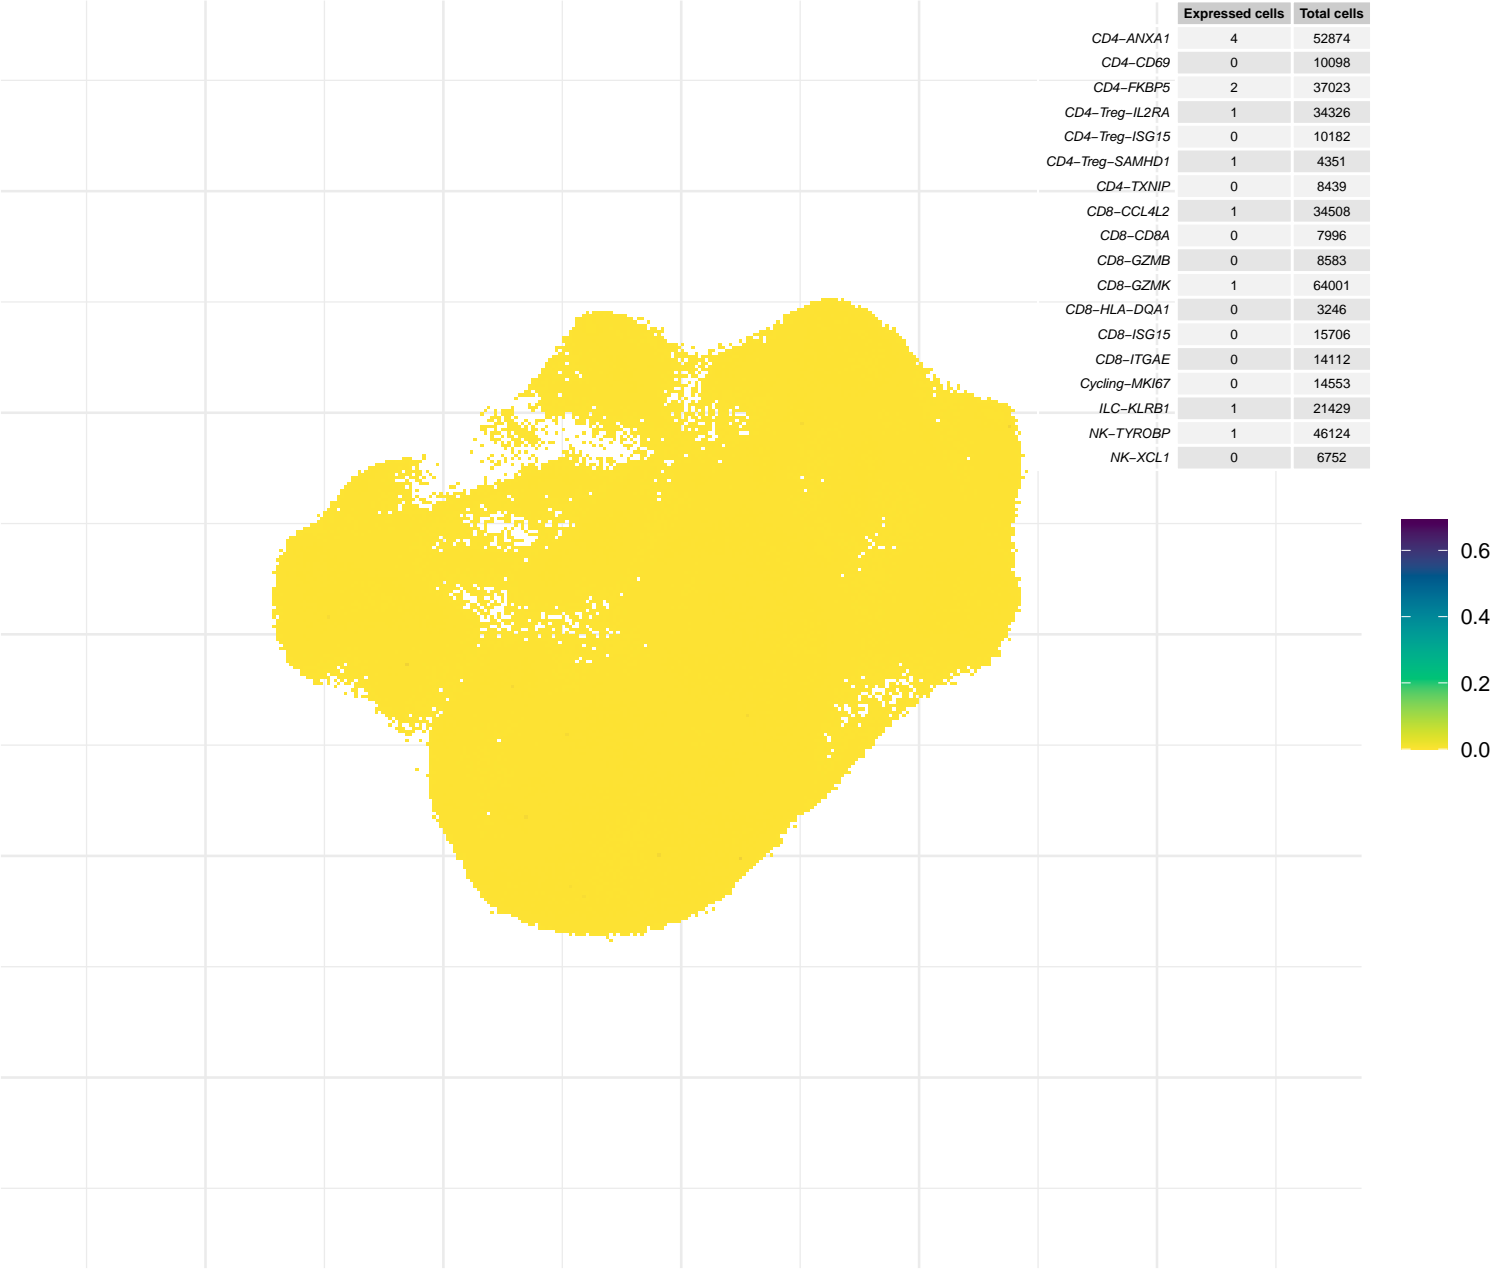 Expressed cells Total cells
CD4−ANXA1 4 52874
CD4−CD69 0 10098
CD4−FKBP5 2 37023
CD4−Treg−IL2RA 1 34326
CD4−Treg−ISG15 0 10182
CD4−Treg−SAMHD1 1 4351
CD4−TXNIP 0 8439
CD8−CCL4L2 1 34508
CD8−CD8A 0 7996
CD8−GZMB 0 8583
CD8−GZMK 1 64001
CD8−HLA−DQA1 0 3246
CD8−ISG15 0 15706
CD8−ITGAE 0 14112
Cycling−MKI67 0 14553
ILC−KLRB1 1 21429
NK−TYROBP 1 46124
NK−XCL1 0 6752
0.6
0.4
0.2
0.0